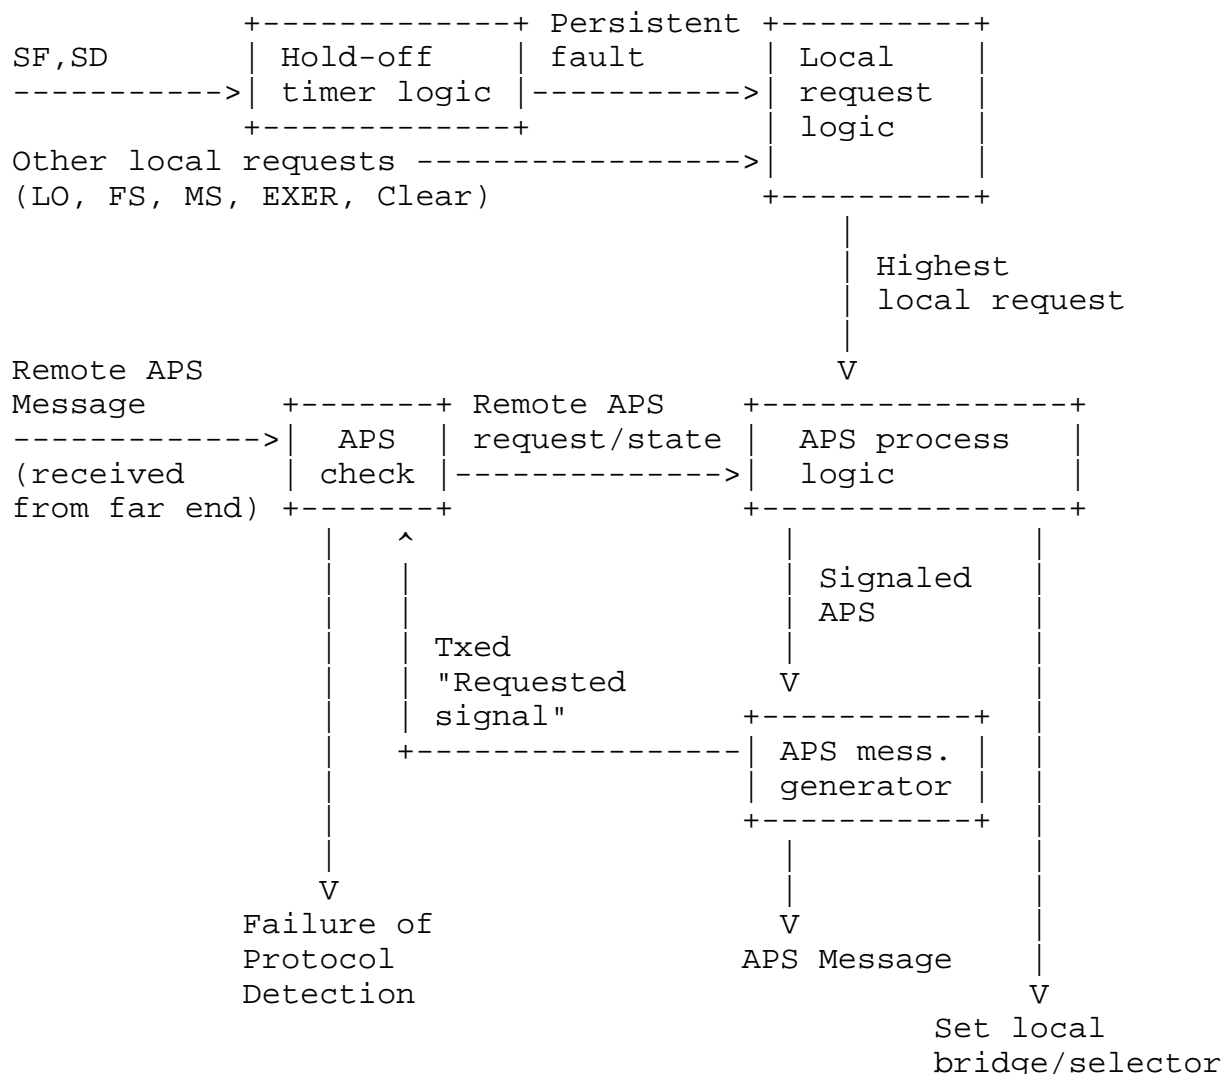 Persistent
SF,SD Hold-off fault Local
timer logic request
logic
Other local requests
(LO, FS, MS, EXER, Clear)
Highest
local request
Remote APS V
Message Remote APS
APS request/state APS process
(received check logic
from far end)
Signaled
APS
Txed
"Requested V
signal"
APS mess.
generator
V
Failure of V
Protocol APS Message
Detection V
Set local
bridge/selector